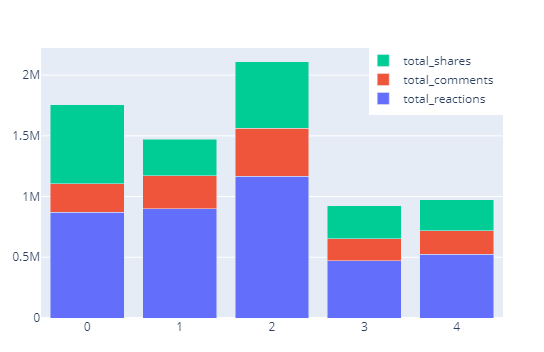 total_shares
total_comments
total_reactions
2M
1.5M
1M
0.5M
0
0 1 2 3 4